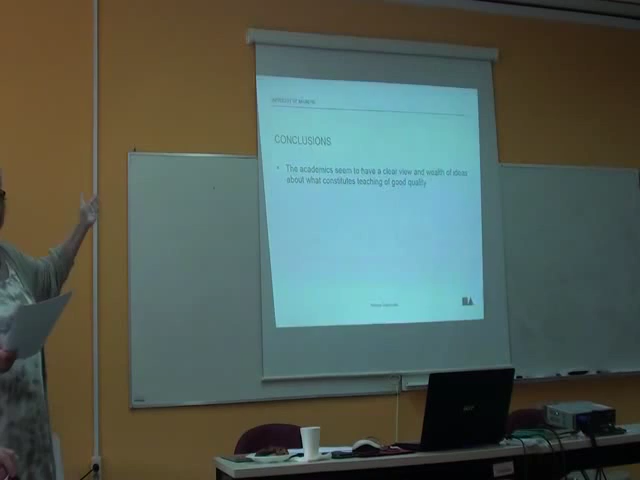 CONCLUSIONS
• The academics seem to have a clear view and wealth of ideas
about what constitutes teaching of good quality